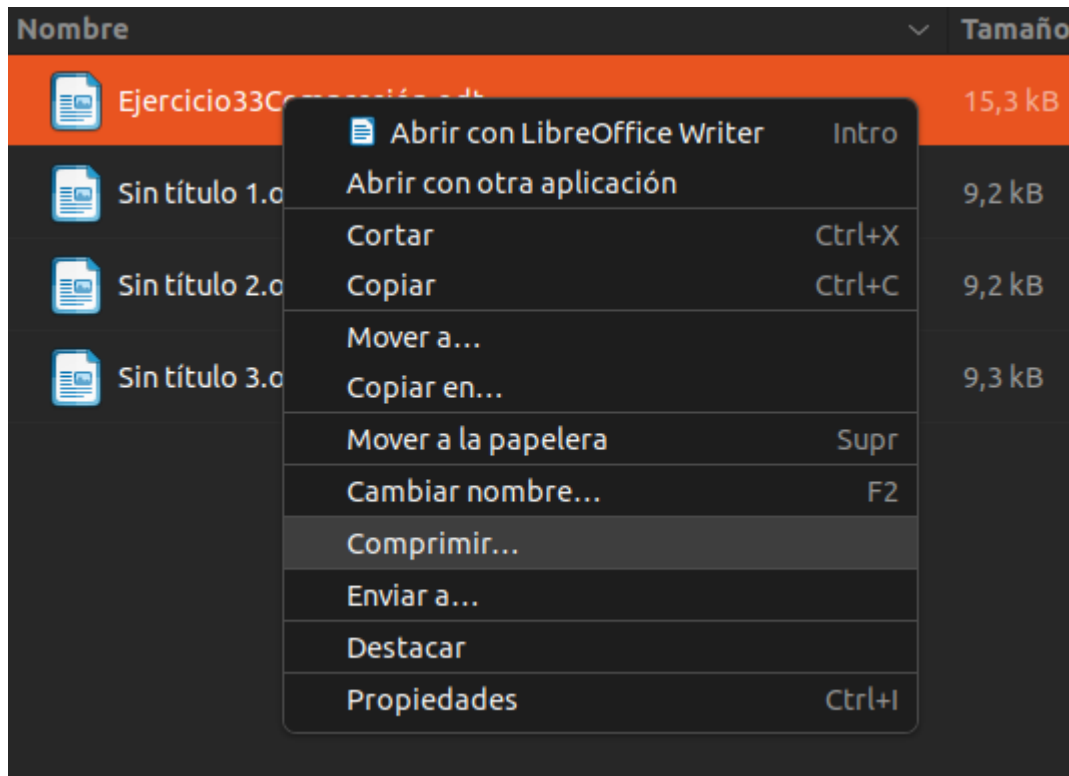 Nombre Tamaño
Ejercicio33Compresión.odt 15,3 kB
Abrir con LibreOffice Writer Intro
Abrir con otra aplicación
Sin título 1.o 9,2 kB
Cortar Ctrl+X
Sin título 2.o Copiar Ctrl+C 9,2 kB
Mover a...
Sin título 3.o Copiar en... 9,3 kB
Mover a la papelera Supr
Cambiar nombre... F2
Comprimir...
Enviar a...
Destacar
Propiedades Ctrl+I